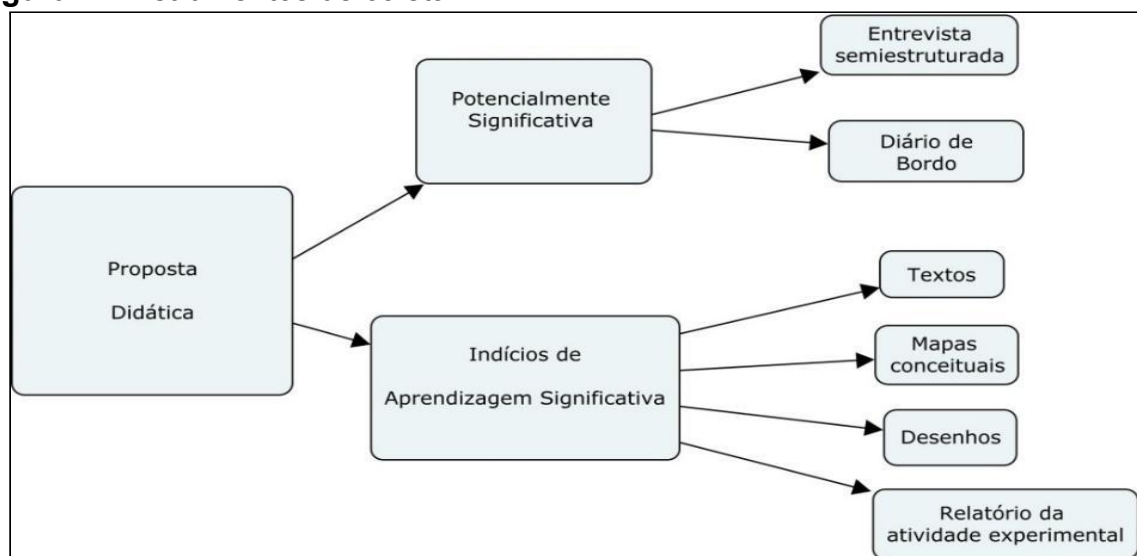 Entrevista
semiestruturada
Potencialmente
Significativa
Diário de
Bordo
Proposta
Didática
Textos
Indícios de
Aprendizagem Significativa
Mapas
conceituais
Desenhos
Relatório da
atividade experimental